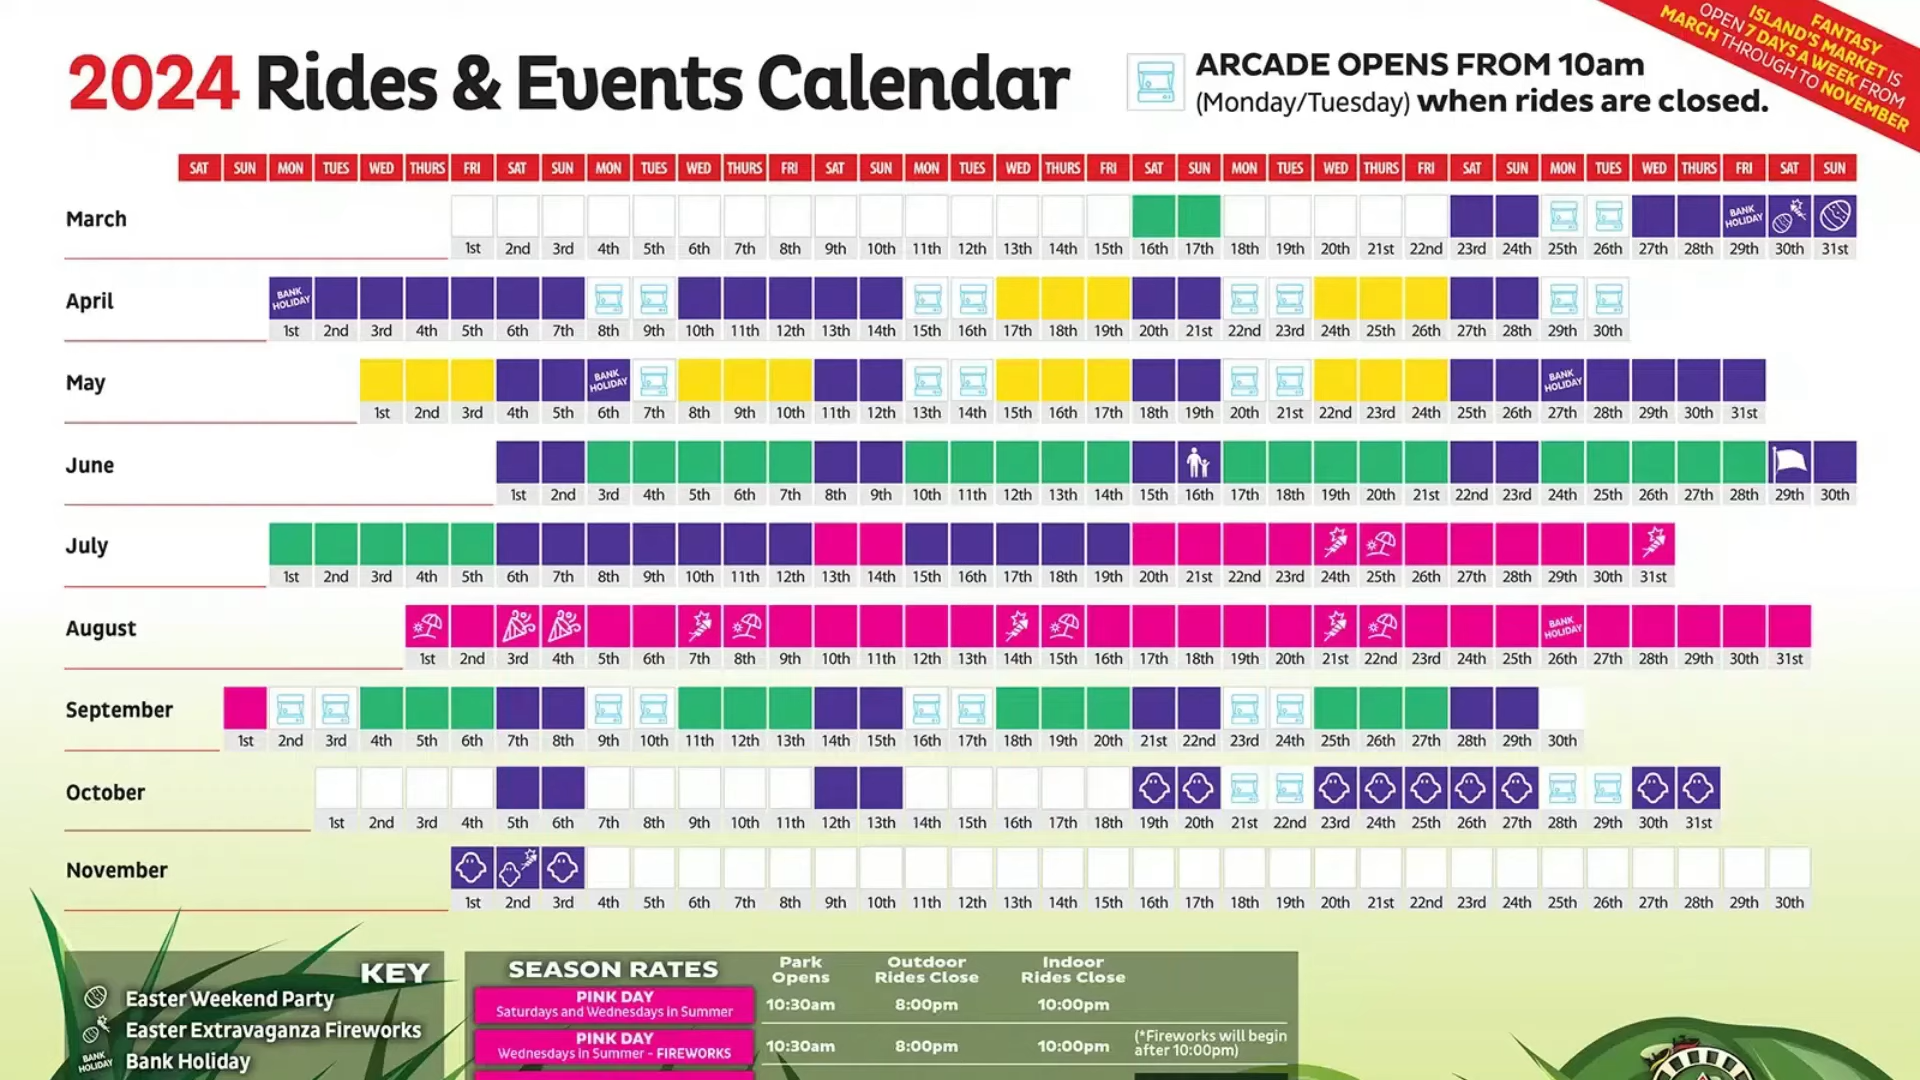 2024 Rides & Events Calendar
ARCADE OPENS FROM 10am
(Monday/Tuesday) when rides are closed.
FANTASY
ISLAND'S MARKET IS
OPEN 7 DAYS A WEEK FROM
MARCH THROUGH TO NOVEMBER
SAT SUN MON TUES WED THURS FRI SAT SUN MON TUES WED THURS FRI SAT SUN MON TUES WED THURS FRI SAT SUN MON TUES WED THURS FRI SAT SUN MON TUES WED THURS FRI SAT SUN
March
BANK
HOLIDAY
1st 2nd 3rd 4th 5th 6th 7th 8th 9th 10th 11th 12th 13th 14th 15th 16th 17th 18th 19th 20th 21st 22nd 23rd 24th 25th 26th 27th 28th 29th 30th 31st
April
BANK
HOLIDAY
1st 2nd 3rd 4th 5th 6th 7th 8th 9th 10th 11th 12th 13th 14th 15th 16th 17th 18th 19th 20th 21st 22nd 23rd 24th 25th 26th 27th 28th 29th 30th
May
BANK
HOLIDAY
BANK
HOLIDAY
1st 2nd 3rd 4th 5th 6th 7th 8th 9th 10th 11th 12th 13th 14th 15th 16th 17th 18th 19th 20th 21st 22nd 23rd 24th 25th 26th 27th 28th 29th 30th 31st
June
1st 2nd 3rd 4th 5th 6th 7th 8th 9th 10th 11th 12th 13th 14th 15th 16th 17th 18th 19th 20th 21st 22nd 23rd 24th 25th 26th 27th 28th 29th 30th
July
1st 2nd 3rd 4th 5th 6th 7th 8th 9th 10th 11th 12th 13th 14th 15th 16th 17th 18th 19th 20th 21st 22nd 23rd 24th 25th 26th 27th 28th 29th 30th 31st
August
BANK
HOLIDAY
1st 2nd 3rd 4th 5th 6th 7th 8th 9th 10th 11th 12th 13th 14th 15th 16th 17th 18th 19th 20th 21st 22nd 23rd 24th 25th 26th 27th 28th 29th 30th 31st
September
1st 2nd 3rd 4th 5th 6th 7th 8th 9th 10th 11th 12th 13th 14th 15th 16th 17th 18th 19th 20th 21st 22nd 23rd 24th 25th 26th 27th 28th 29th 30th
October
1st 2nd 3rd 4th 5th 6th 7th 8th 9th 10th 11th 12th 13th 14th 15th 16th 17th 18th 19th 20th 21st 22nd 23rd 24th 25th 26th 27th 28th 29th 30th 31st
November
1st 2nd 3rd 4th 5th 6th 7th 8th 9th 10th 11th 12th 13th 14th 15th 16th 17th 18th 19th 20th 21st 22nd 23rd 24th 25th 26th 27th 28th 29th 30th
KEY
Easter Weekend Party
Easter Extravaganza Fireworks
BANK
HOLIDAY
Bank Holiday
SEASON RATES
Park
Opens
Outdoor
Rides Close
Indoor
Rides Close
PINK DAY
Saturdays and Wednesdays in Summer
10:30am 8:00pm 10:00pm
PINK DAY
Wednesdays in Summer - FIREWORKS
10:30am 8:00pm 10:00pm
(*Fireworks will begin
after 10:00pm)